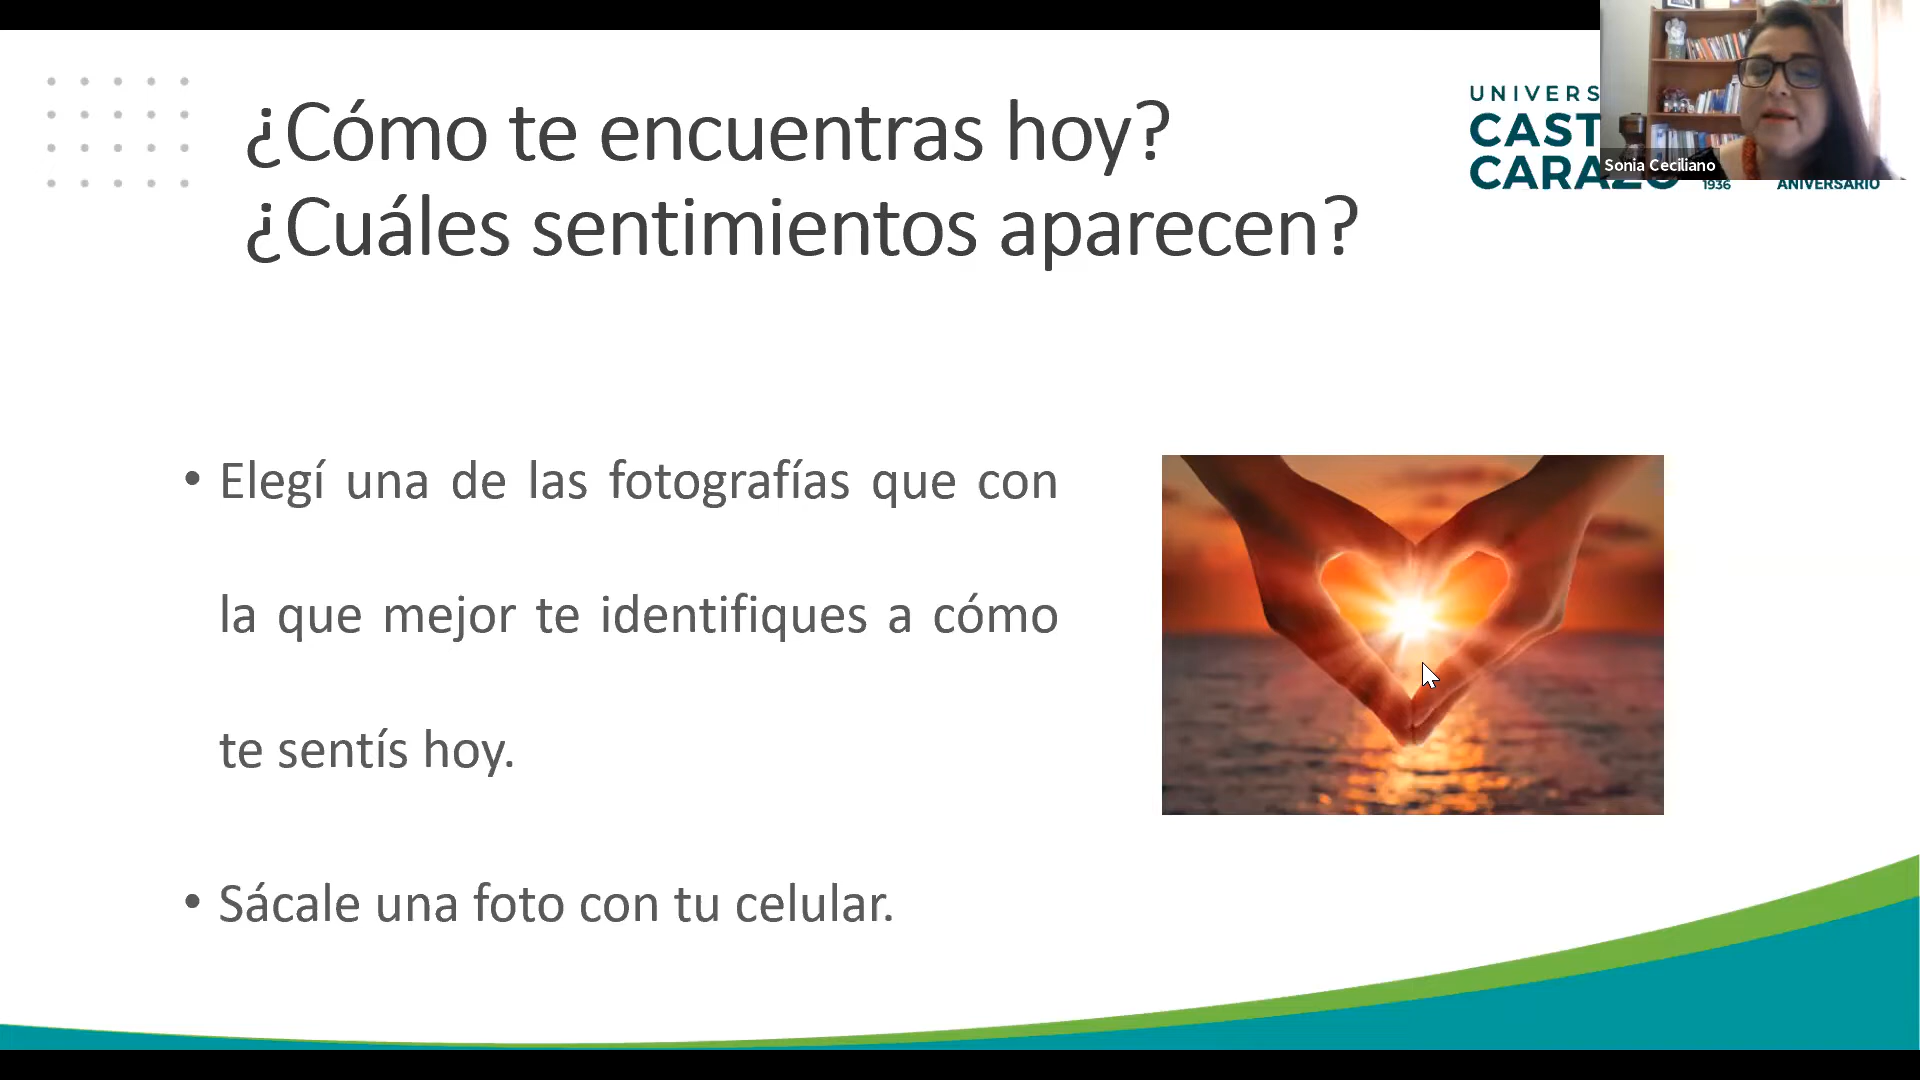 ¿Cómo te encuentras hoy?
¿Cuáles sentimientos aparecen?
UNIVERS
CAST
CARAZO
1936
ANIVERSARIO
Sonia Ceciliano
• Elegí una de las fotografías que con
la que mejor te identifiques a cómo
te sentís hoy.
• Sácale una foto con tu celular.